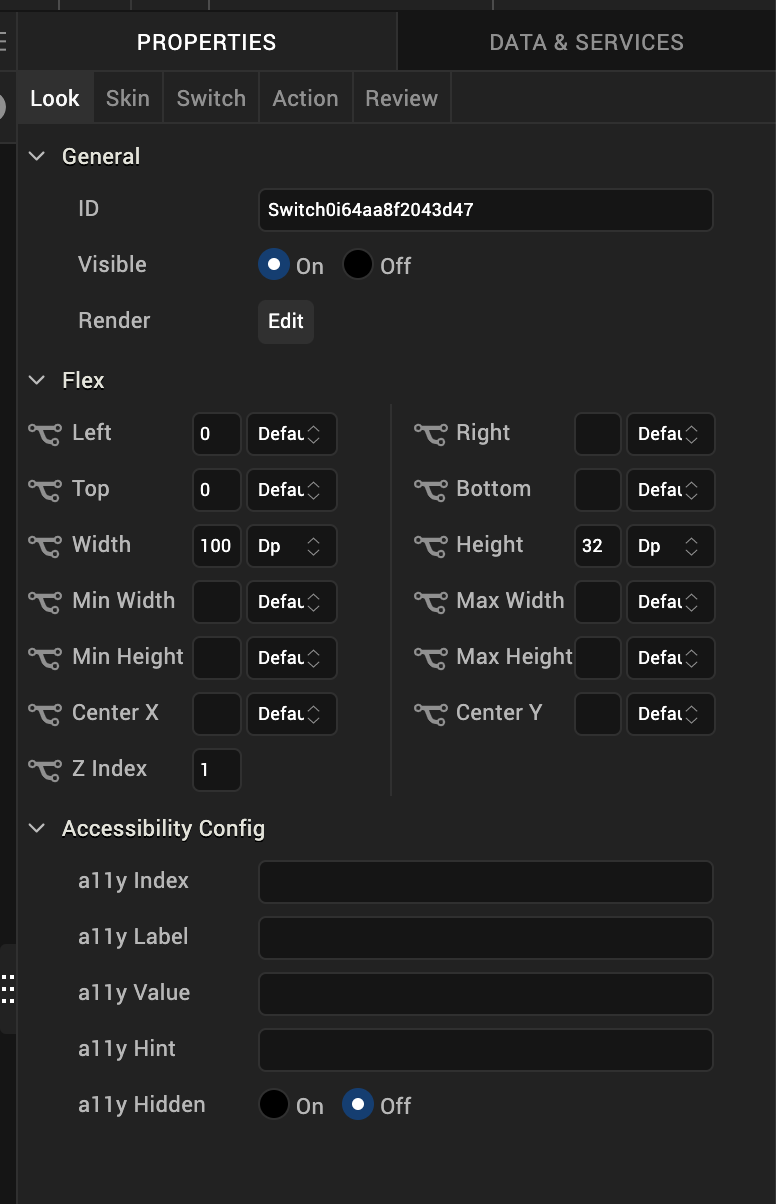 PROPERTIES DATA & SERVICES
Look Skin Switch Action Review
General
ID Switch0i64aa8f2043d47
Visible On Off
Render Edit
Flex
Left 0 Defau Right Defau
Top 0 Defau Bottom Defau
Width 100 Dp Height 32 Dp
Min Width Defau Max Width Defau
Min Height Defau Max Height Defau
Center X Defau Center Y Defau
Z Index 1
Accessibility Config
a11y Index
a11y Label
a11y Value
a11y Hint
a11y Hidden On Off